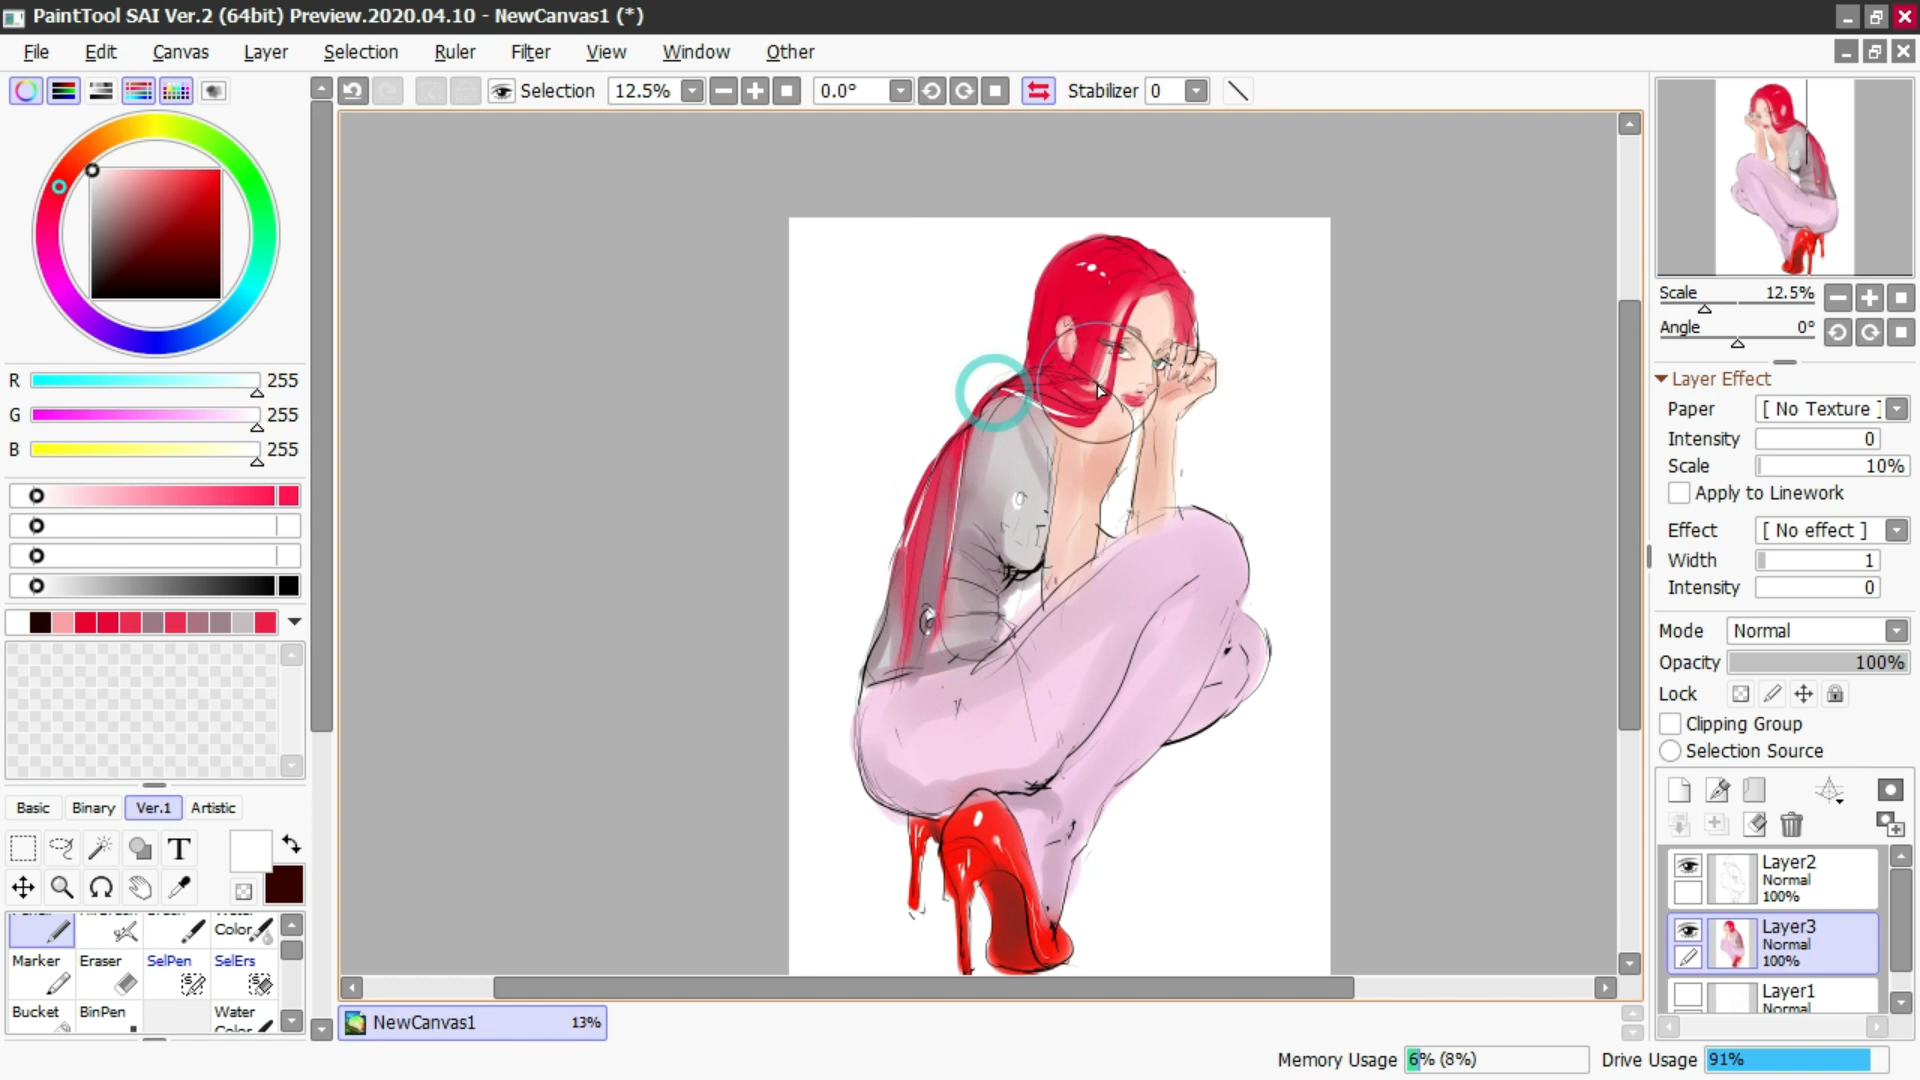 PaintTool SAI Ver.2 (64bit) Preview.2020.04.10 - NewCanvas1 (*)
File Edit Canvas Layer Selection Ruler Filter View Window Other
Selection 12.5% 0.0° Stabilizer 0
R 255
G 255
B 255
Basic Binary Ver.1 Artistic
T
Color
Marker Eraser SelPen SelErs
Bucket BinPen Water
Color
NewCanvas1 13%
Scale 12.5%
Angle 0°
Layer Effect
Paper [ No Texture ]
Intensity 0
Scale 10%
Apply to Linework
Effect [ No effect ]
Width 1
Intensity 0
Mode Normal
Opacity 100%
Lock
Clipping Group
Selection Source
Layer2
Normal
100%
Layer3
Normal
100%
Layer1
Normal
Memory Usage 6% (8%) Drive Usage 91%